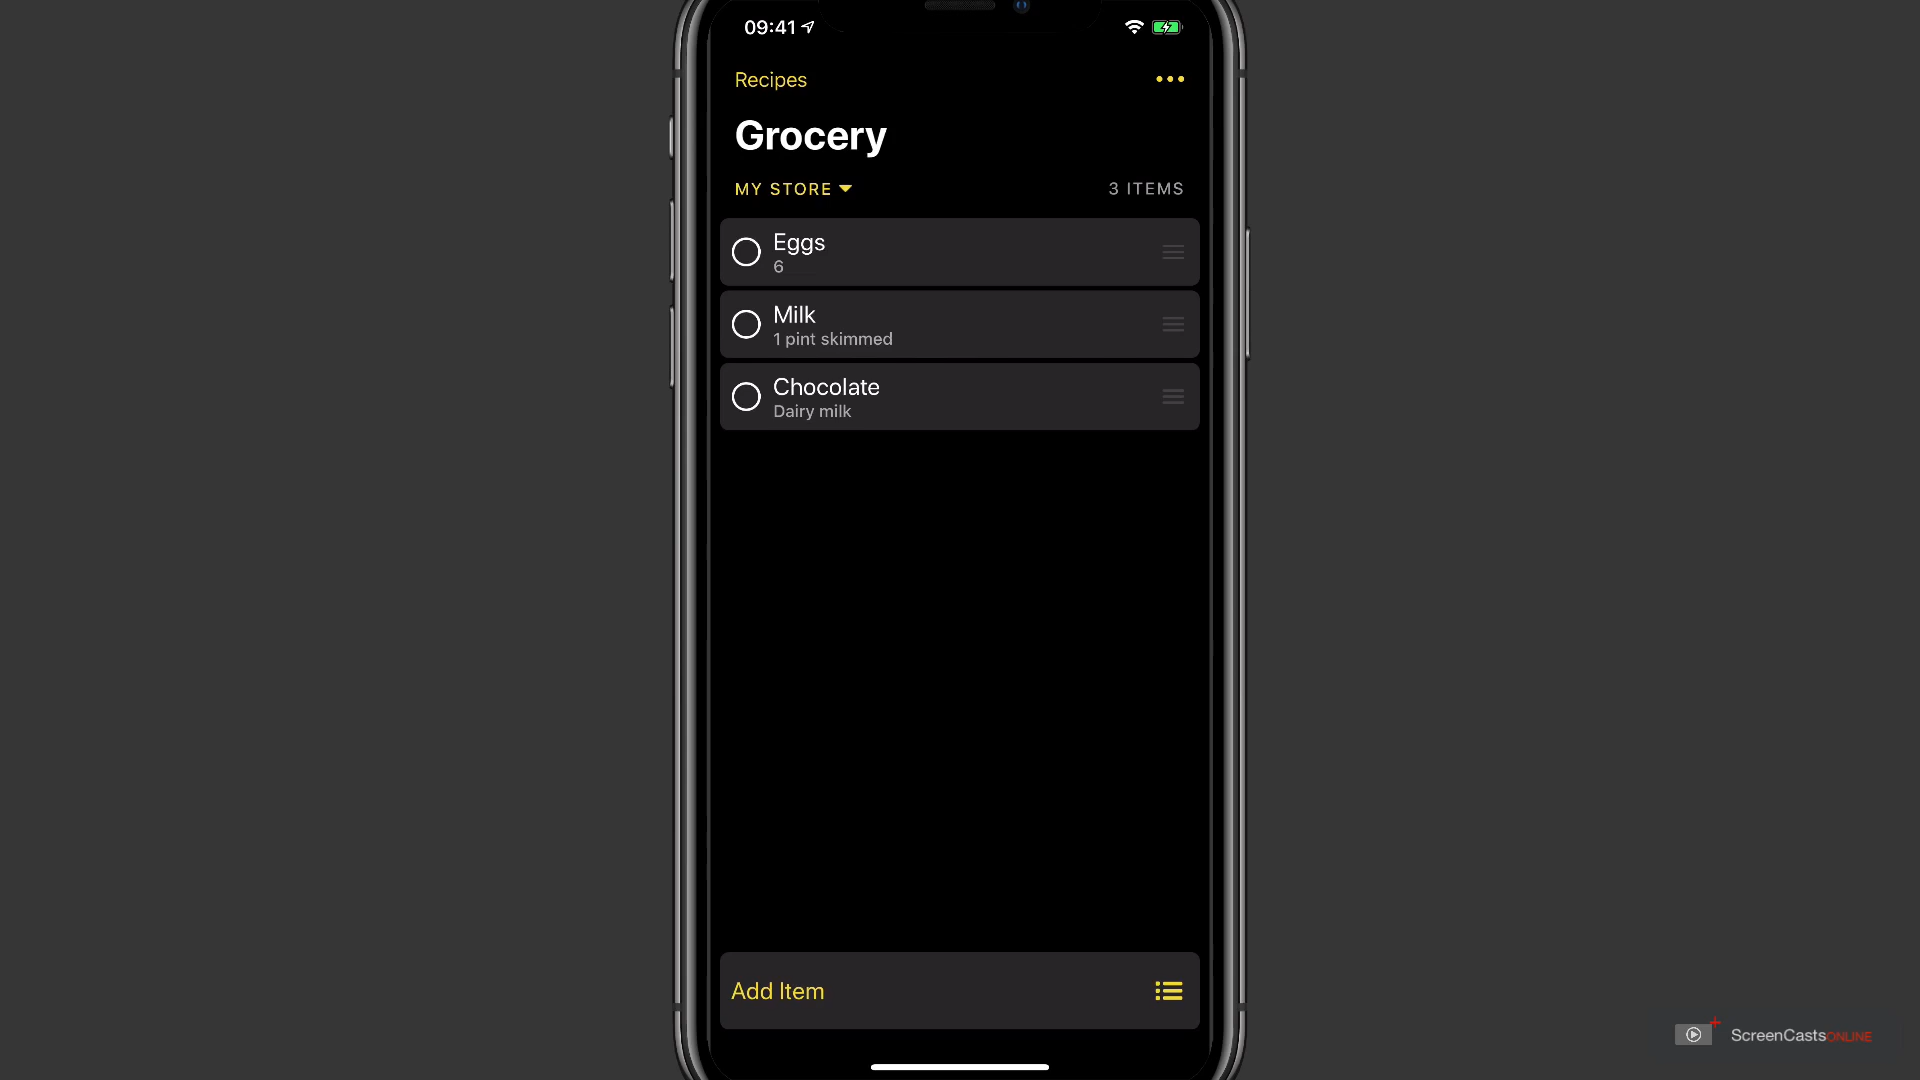 09:41
Recipes
Grocery
MY STORE
3 ITEMS
Eggs
6
Milk
1 pint skimmed
Chocolate
Dairy milk
Add Item
ScreenCastsONLINE